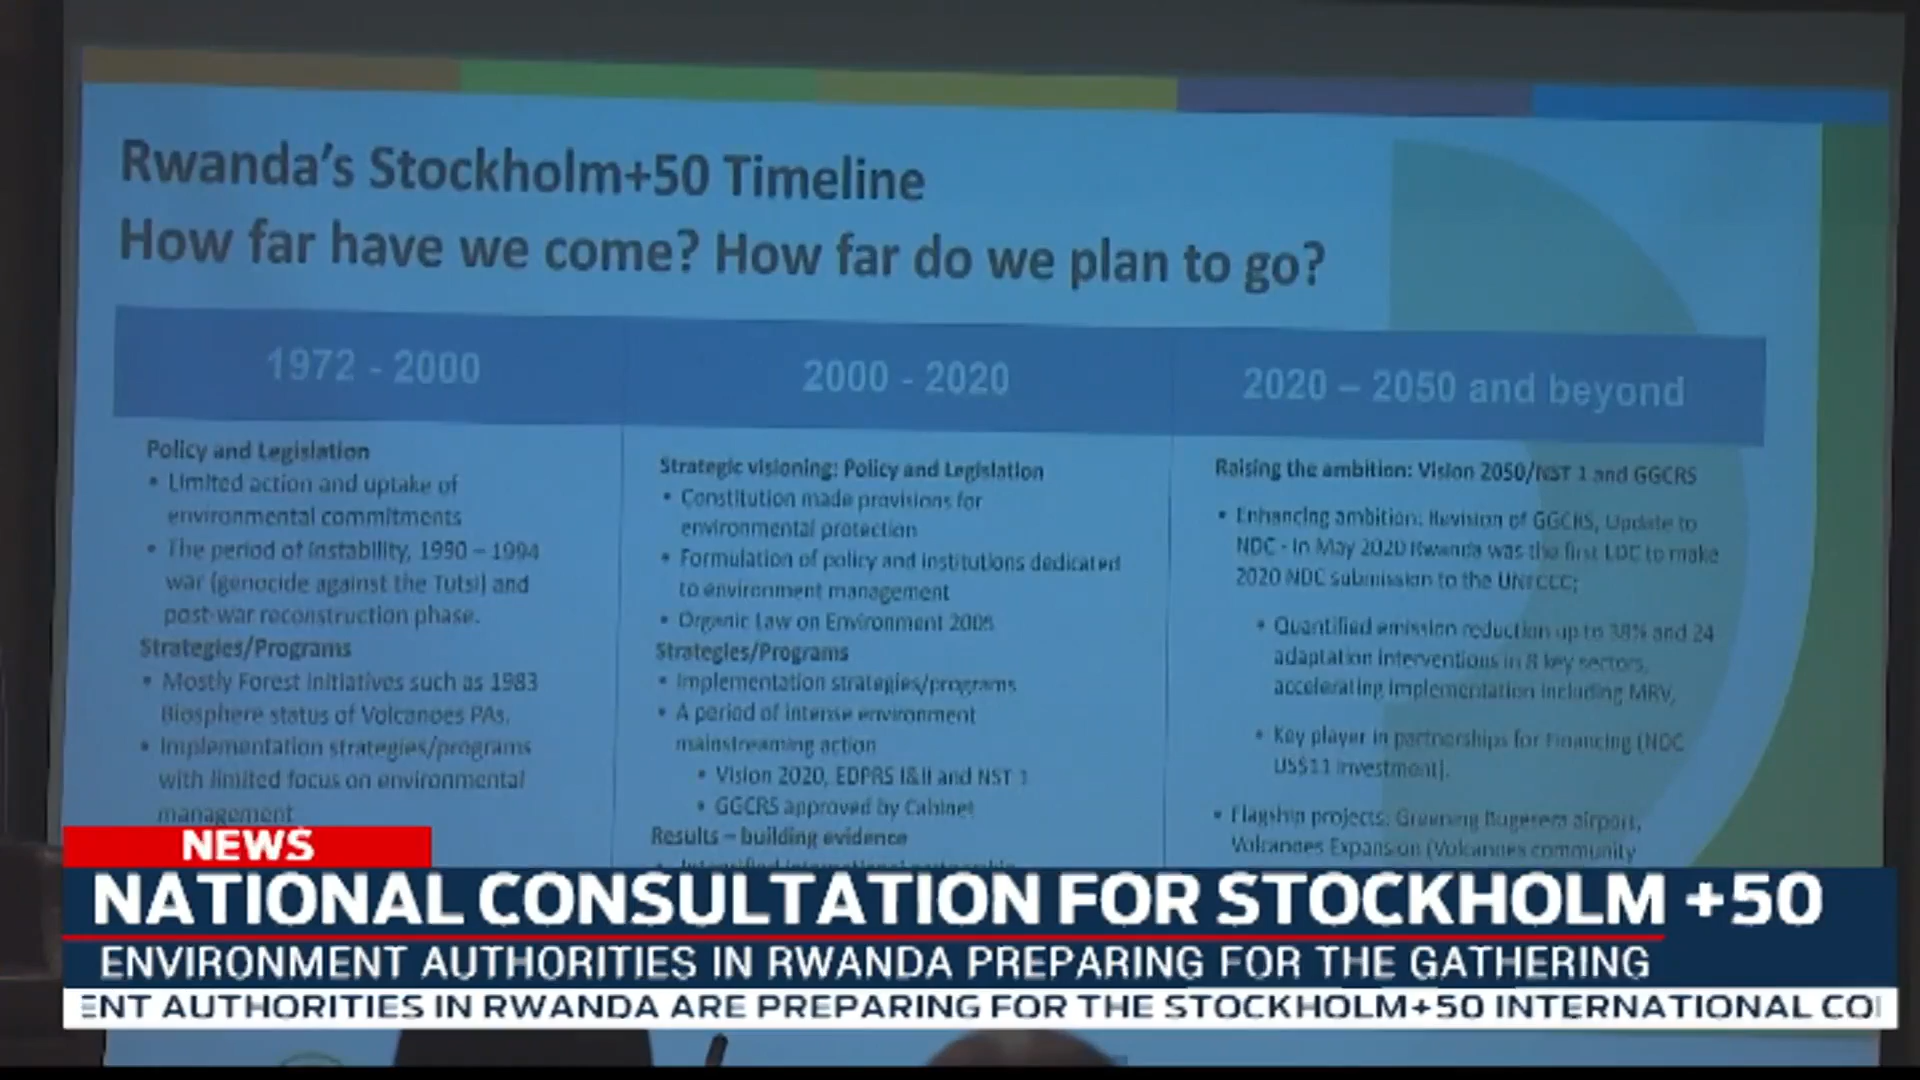 Rwanda's Stockholm+50 Timeline
How far have we come? How far do we plan to go?
1972 - 2000
Policy and Legislation
• Limited action and uptake of
environmental commitments
• The period of instability, 1990 – 1994
war (genocide against the Tutsi) and
post-war reconstruction phase.
Strategies/Programs
• Mostly Forest initiatives such as 1983
Biosphere status of Volcanoes PAs.
• Implementation strategies/programs
with limited focus on environmental
management
2000 - 2020
Strategic visioning: Policy and Legislation
• Constitution made provisions for
environmental protection
• Formulation of policy and institutions dedicated
to environment management
• Organic Law on Environment 2005
Strategies/Programs
• Implementation strategies/programs
• A period of intense environment
mainstreaming action
• Vision 2020, EDPRS I&II and NST 1
• GGCRS approved by Cabinet
Results – building evidence
• Intensified international partnership
2020 – 2050 and beyond
Raising the ambition: Vision 2050/NST 1 and GGCRS
• Enhancing ambition: Revision of GGCRS, Update to
NDC - In May 2020 Rwanda was the first LDC to make
2020 NDC submission to the UNFCCC;
• Quantified emission reduction up to 38% and 24
adaptation interventions in 8 key sectors,
accelerating implementation including MRV,
• Key player in partnerships for Financing (NDC
US$11 investment).
• Flagship projects: Greening Bugesera airport,
Volcanoes Expansion (Volcanoes community
NEWS
NATIONAL CONSULTATION FOR STOCKHOLM +50
ENVIRONMENT AUTHORITIES IN RWANDA PREPARING FOR THE GATHERING
ENT AUTHORITIES IN RWANDA ARE PREPARING FOR THE STOCKHOLM+50 INTERNATIONAL CO